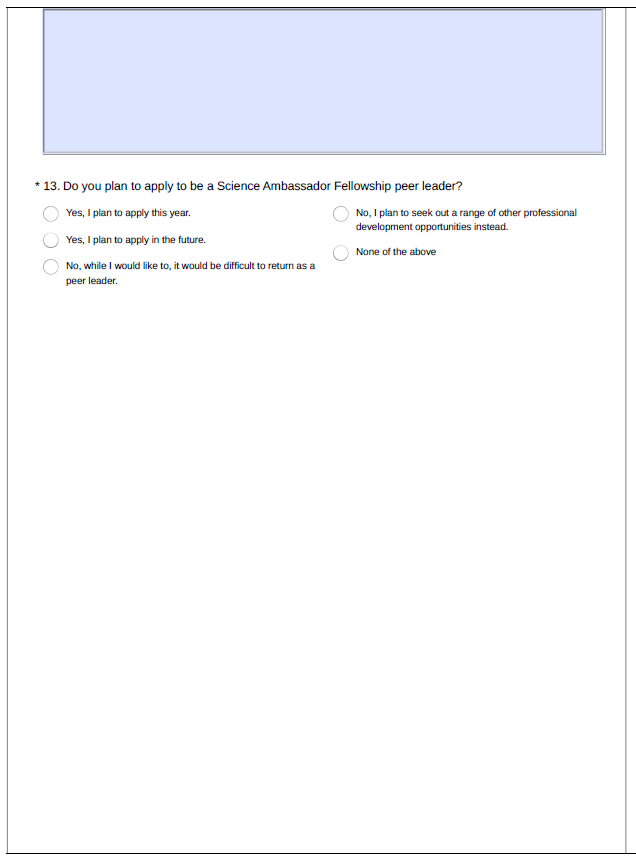 * 13. Do you plan to apply to be a Science Ambassador Fellowship peer leader?
Yes, I plan to apply this year.
Yes, I plan to apply in the future.
No, while I would like to, it would be difficult to return as a
peer leader.
No, I plan to seek out a range of other professional
development opportunities instead.
None of the above